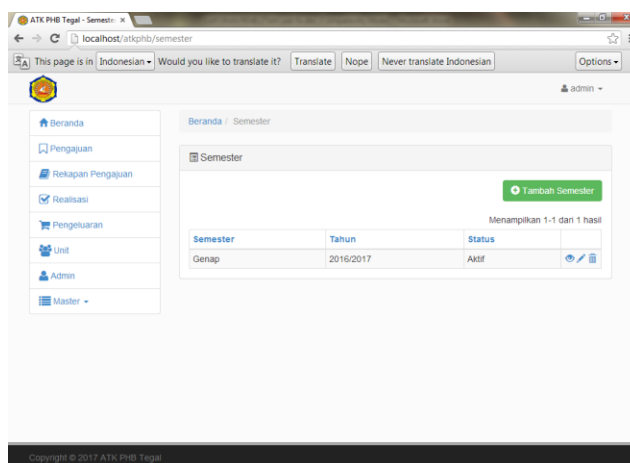 ATK PHB Tegal - Semeste
localhost/atkphb/semester
This page is in Indonesian Would you like to translate it? Translate Nope Never translate Indonesian Options
admin
Beranda
Pengajuan
Rekapan Pengajuan
Realisasi
Pengeluaran
Unit
Admin
Master
Beranda / Semester
Semester
Tambah Semester
Menampilkan 1-1 dari 1 hasil
Semester Tahun Status
Genap 2016/2017 Aktif
Copyright © 2017 ATK PHB Tegal